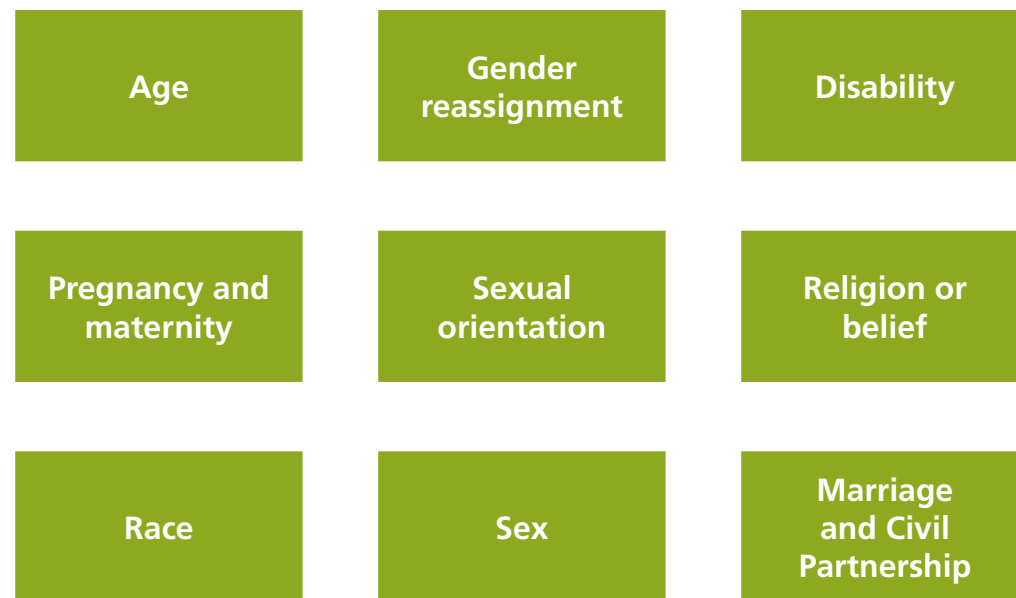 Age
Gender
reassignment
Disability
Pregnancy and
maternity
Sexual
orientation
Religion or
belief
Race
Sex
Marriage
and Civil
Partnership